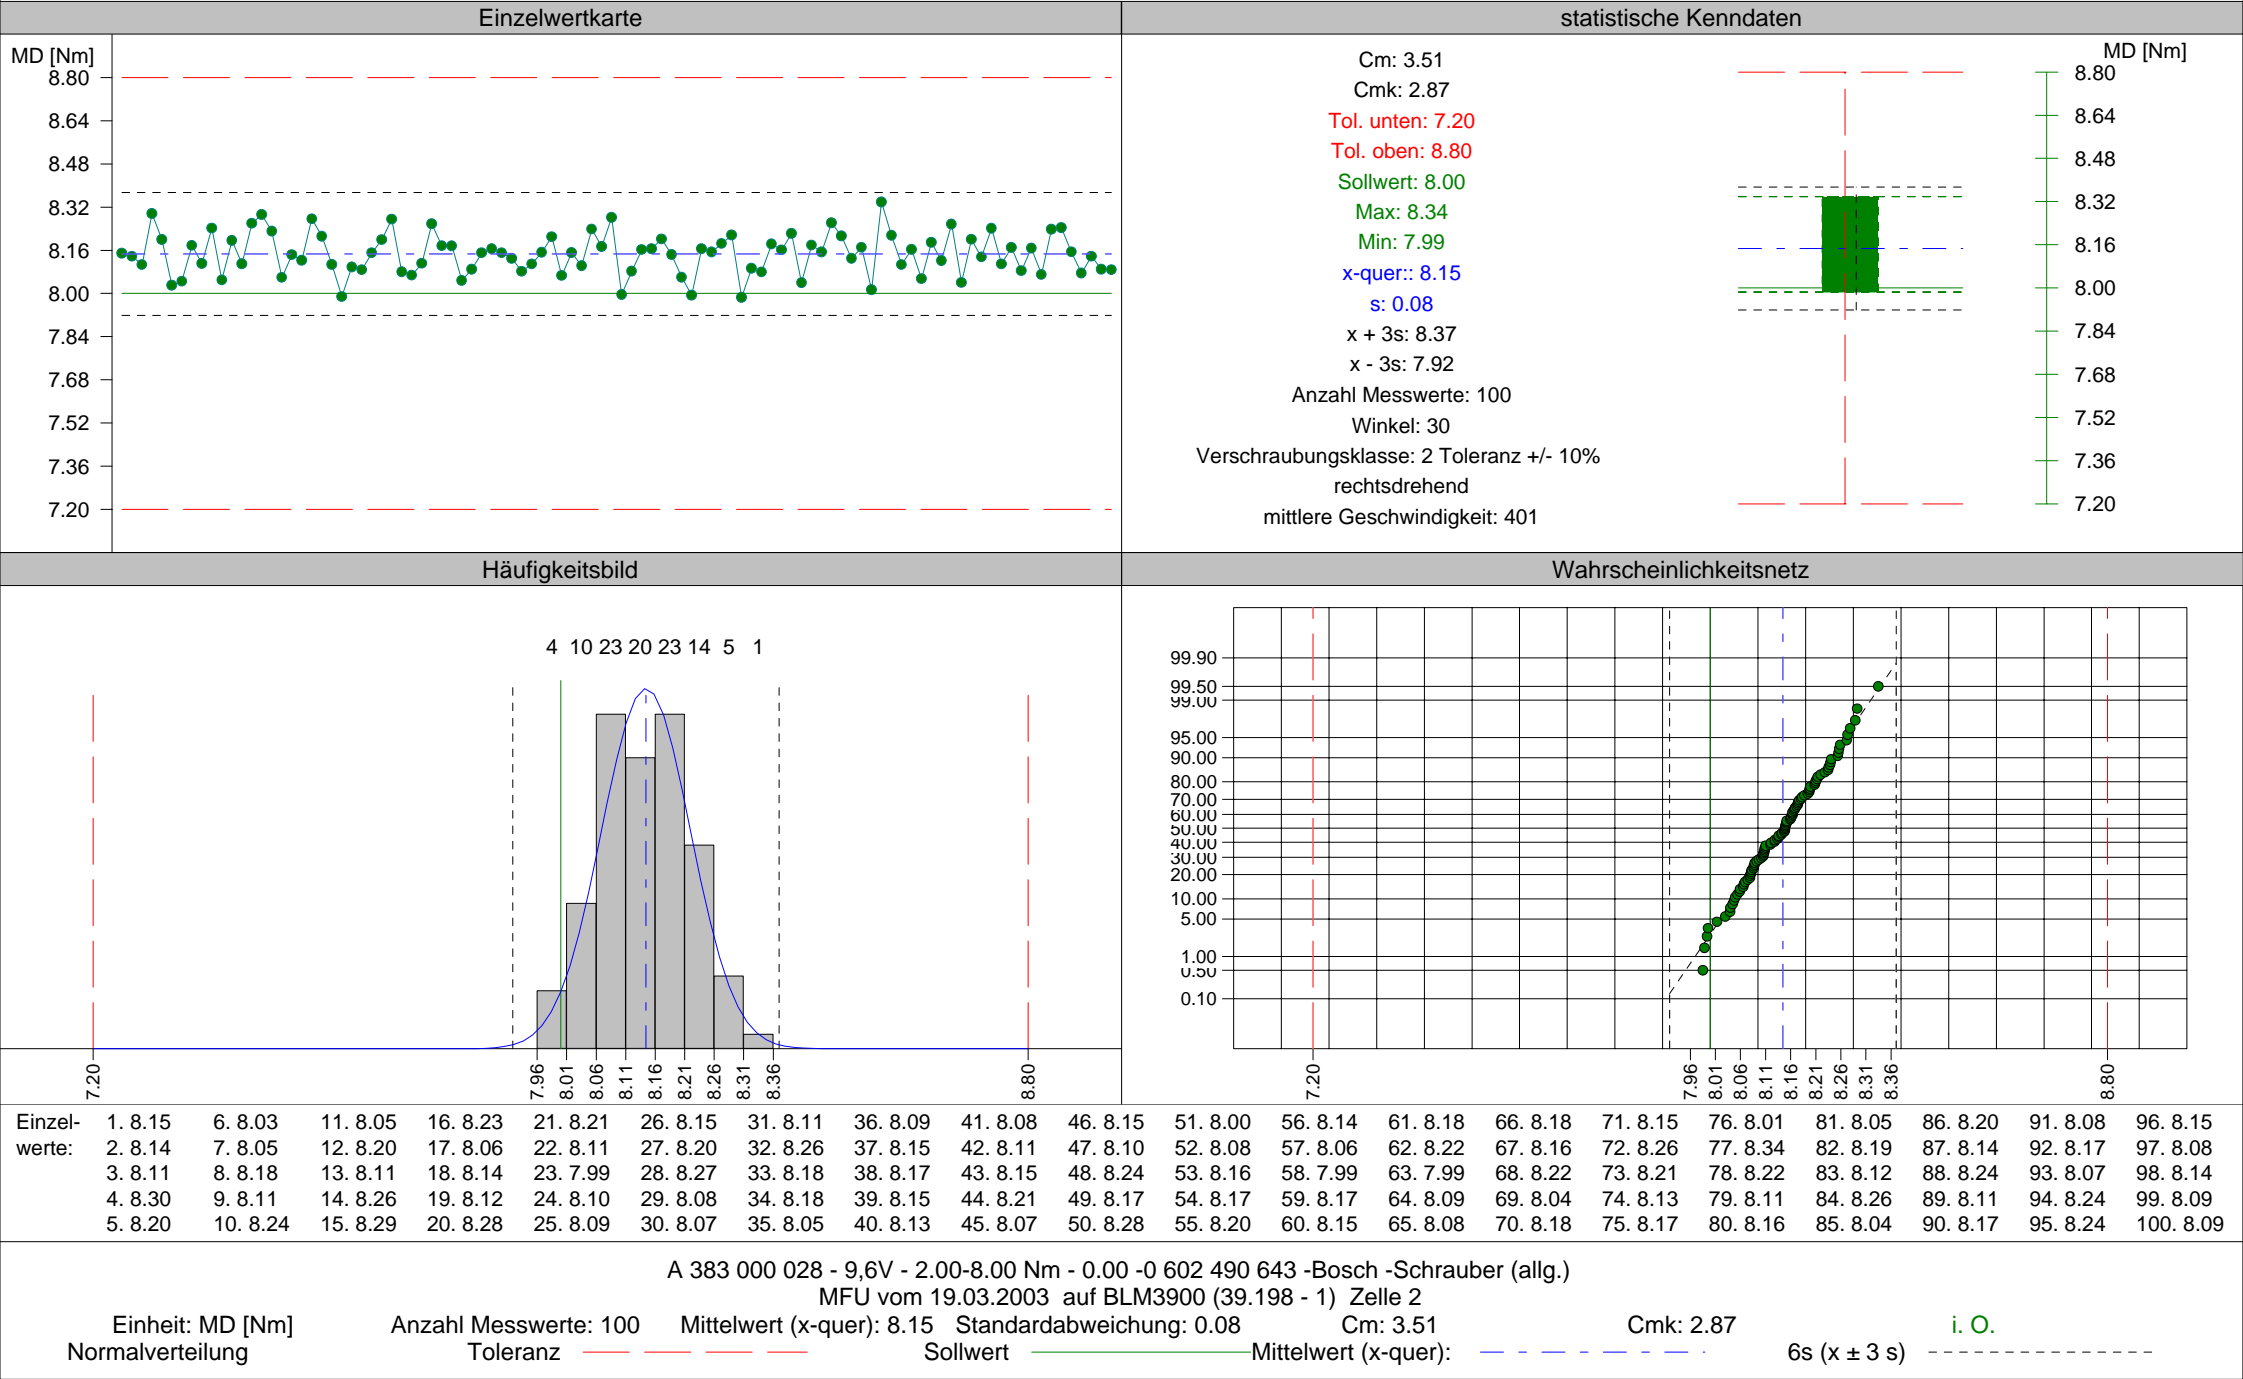 Einzelwertkarte
MD [Nm]
8.80
8.64
8.48
8.32
8.16
8.00
7.84
7.68
7.52
7.36
7.20
statistische Kenndaten
Cm: 3.51
Cmk: 2.87
Tol. unten: 7.20
Tol. oben: 8.80
Sollwert: 8.00
Max: 8.34
Min: 7.99
x-quer:: 8.15
s: 0.08
x + 3s: 8.37
x - 3s: 7.92
Anzahl Messwerte: 100
Winkel: 30
Verschraubungsklasse: 2 Toleranz +/- 10%
rechtsdrehend
mittlere Geschwindigkeit: 401
MD [Nm]
8.80
8.64
8.48
8.32
8.16
8.00
7.84
7.68
7.52
7.36
7.20
Häufigkeitsbild
4 10 23 20 23 14 5 1
7.20 7.96 8.01 8.06 8.11 8.16 8.21 8.26 8.31 8.36 8.80
Wahrscheinlichkeitsnetz
99.90
99.50
99.00
95.00
90.00
80.00
70.00
60.00
50.00
40.00
30.00
20.00
10.00
5.00
1.00
0.50
0.10
7.20 7.96 8.01 8.06 8.11 8.16 8.21 8.26 8.31 8.36 8.80
Einzel- 1. 8.15 6. 8.03 11. 8.05 16. 8.23 21. 8.21 26. 8.15 31. 8.11 36. 8.09 41. 8.08 46. 8.15 51. 8.00 56. 8.14 61. 8.18 66. 8.18 71. 8.15 76. 8.01 81. 8.05 86. 8.20 91. 8.08 96. 8.15
werte: 2. 8.14 7. 8.05 12. 8.20 17. 8.06 22. 8.11 27. 8.20 32. 8.26 37. 8.15 42. 8.11 47. 8.10 52. 8.08 57. 8.06 62. 8.22 67. 8.16 72. 8.26 77. 8.34 82. 8.19 87. 8.14 92. 8.17 97. 8.08
3. 8.11 8. 8.18 13. 8.11 18. 8.14 23. 7.99 28. 8.27 33. 8.18 38. 8.17 43. 8.15 48. 8.24 53. 8.16 58. 7.99 63. 7.99 68. 8.22 73. 8.21 78. 8.22 83. 8.12 88. 8.24 93. 8.07 98. 8.14
4. 8.30 9. 8.11 14. 8.26 19. 8.12 24. 8.10 29. 8.08 34. 8.18 39. 8.15 44. 8.21 49. 8.17 54. 8.17 59. 8.17 64. 8.09 69. 8.04 74. 8.13 79. 8.11 84. 8.26 89. 8.11 94. 8.24 99. 8.09
5. 8.20 10. 8.24 15. 8.29 20. 8.28 25. 8.09 30. 8.07 35. 8.05 40. 8.13 45. 8.07 50. 8.28 55. 8.20 60. 8.15 65. 8.08 70. 8.18 75. 8.17 80. 8.16 85. 8.04 90. 8.17 95. 8.24 100. 8.09
A 383 000 028 - 9,6V - 2.00-8.00 Nm - 0.00 -0 602 490 643 -Bosch -Schrauber (allg.)
MFU vom 19.03.2003 auf BLM3900 (39.198 - 1) Zelle 2
Einheit: MD [Nm] Anzahl Messwerte: 100 Mittelwert (x-quer): 8.15 Standardabweichung: 0.08 Cm: 3.51 Cmk: 2.87 i. O.
Normalverteilung Toleranz Sollwert Mittelwert (x-quer): 6s (x ± 3 s)